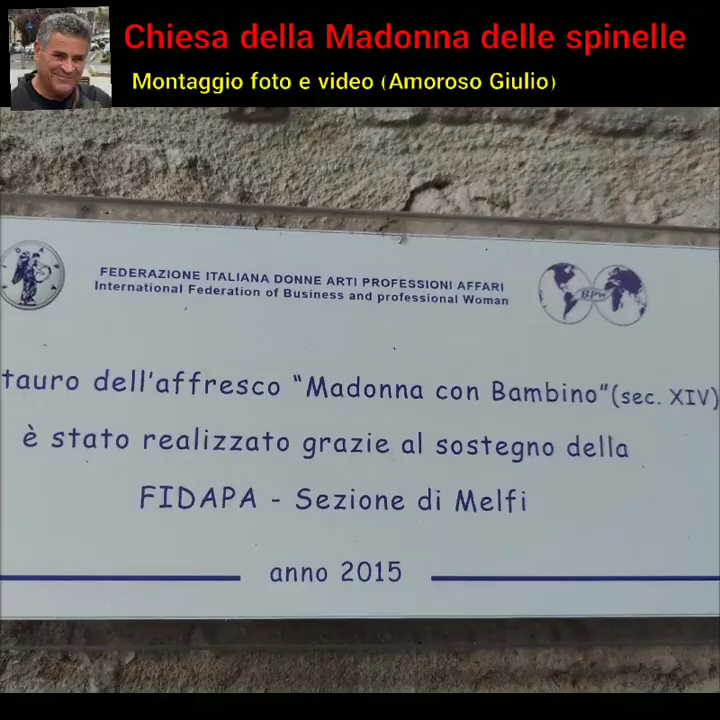 Chiesa della Madonna delle spinelle
Montaggio foto e video (Amoroso Giulio)
FEDERAZIONE ITALIANA DONNE ARTI PROFESSIONI AFFARI
International Federation of Business and professional Woman
BPW
tauro dell'affresco "Madonna con Bambino"(sec. XIV)
è stato realizzato grazie al sostegno della
FIDAPA - Sezione di Melfi
anno 2015